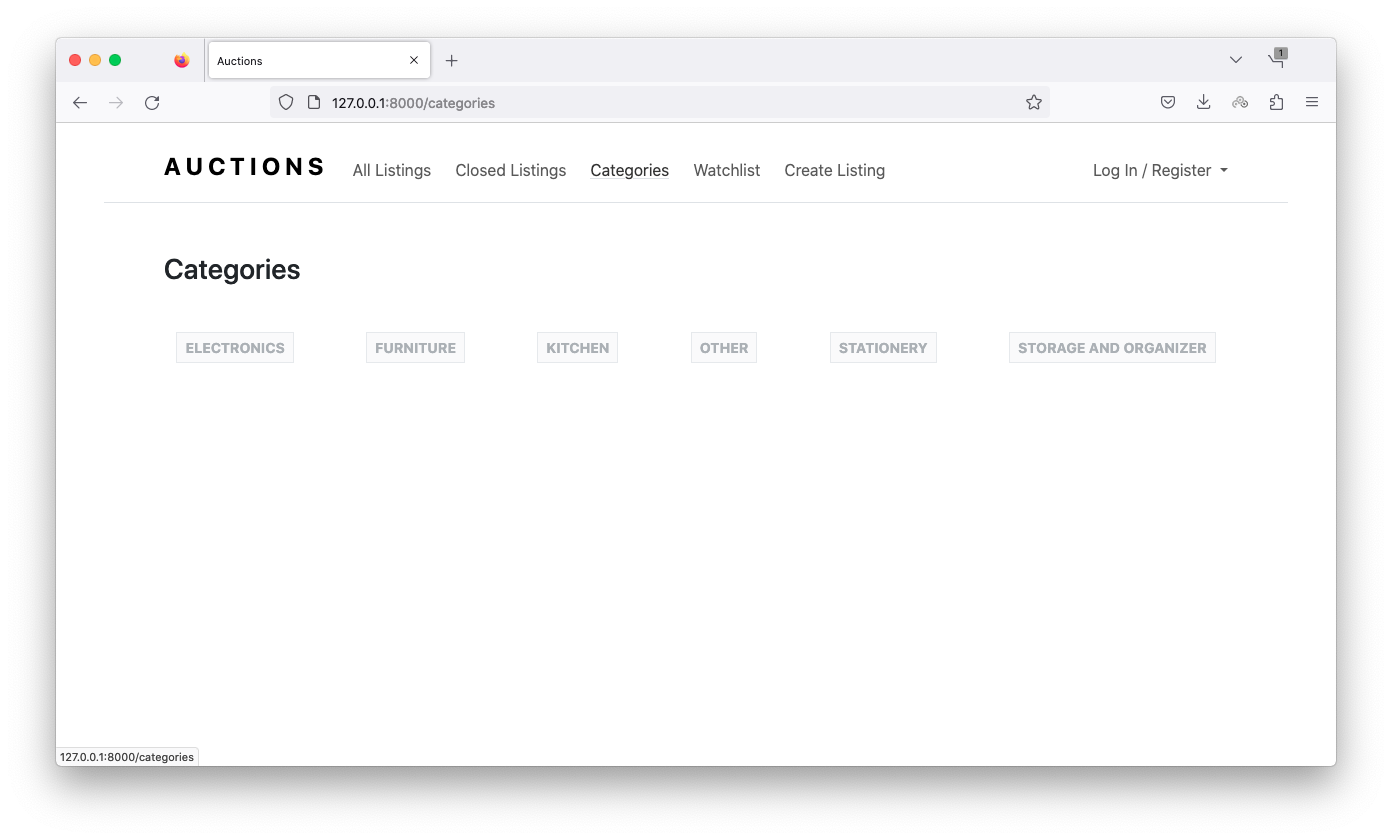 Auctions
1
127.0.0.1:8000/categories
AUCTIONS All Listings Closed Listings Categories Watchlist Create Listing Log In / Register
Categories
ELECTRONICS FURNITURE KITCHEN OTHER STATIONERY STORAGE AND ORGANIZER
127.0.0.1:8000/categories